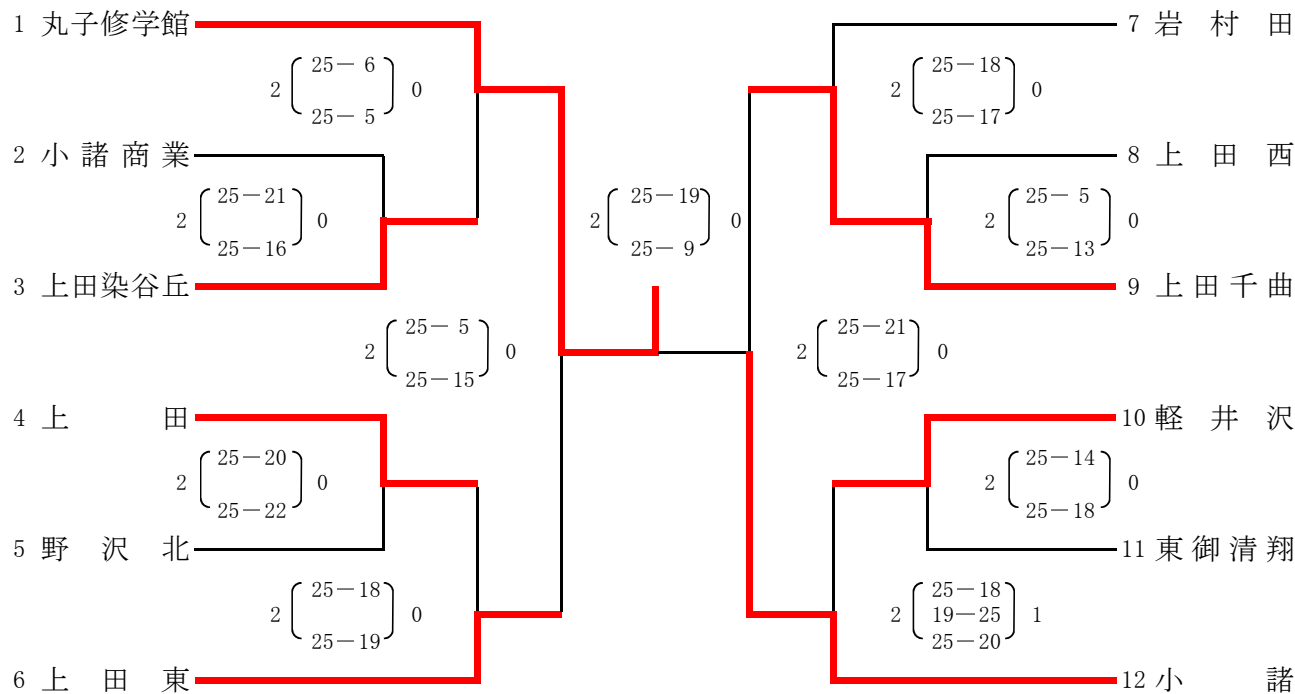 1 丸子修学館
7 岩村田
25－ 6
2 0
25－ 5
25－18
2 0
25－17
2 小諸商業
8 上田西
25－21
2 0
25－16
25－19
2 0
25－ 9
25－ 5
2 0
25－13
3 上田染谷丘
9 上田千曲
25－ 5
2 0
25－15
25－21
2 0
25－17
4 上田
10 軽井沢
25－20
2 0
25－22
25－14
2 0
25－18
5 野沢北
11 東御清翔
25－18
2 0
25－19
25－18
2 19－25 1
25－20
6 上田東
12 小諸